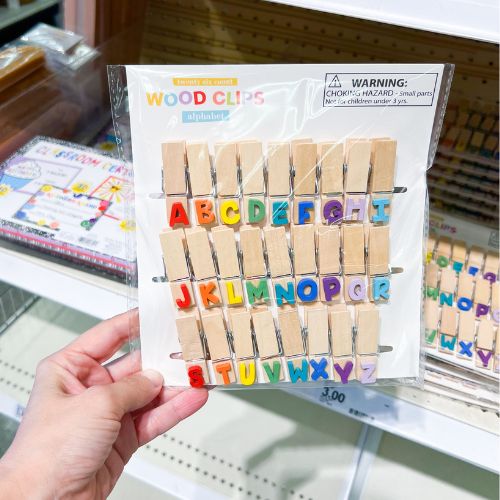 twenty six count
WOOD CLIPS
alphabet
WARNING:
CHOKING HAZARD - Small parts
Not for children under 3 yrs.
A B C D E F G H I
J K L M N O P Q R
S T U V W X Y Z
3.00